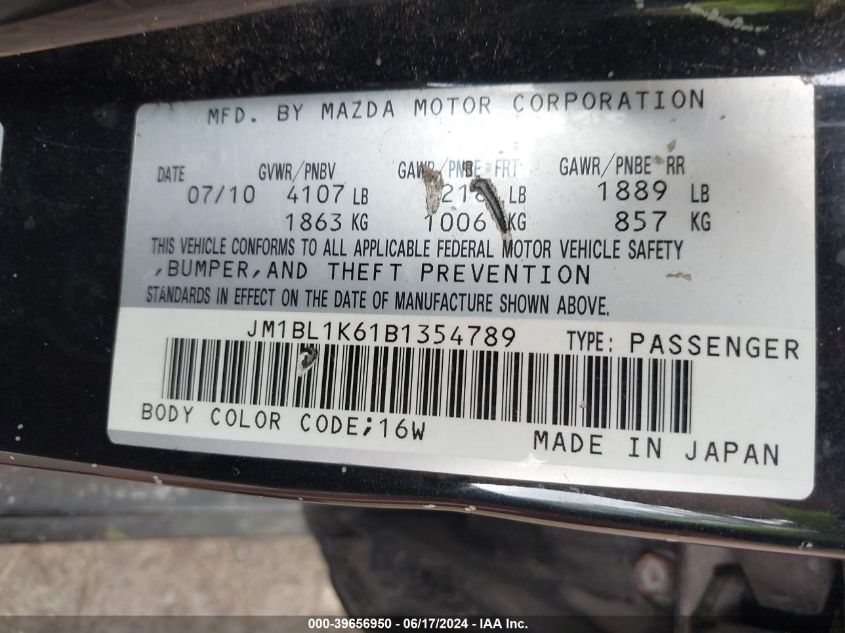 MFD. BY MAZDA MOTOR CORPORATION
DATE GVWR/PNBV GAWR/PNBE FRT GAWR/PNBE RR
07/10 4107 LB LB 1889 LB
1863 KG 1006 KG 857 KG
THIS VEHICLE CONFORMS TO ALL APPLICABLE FEDERAL MOTOR VEHICLE SAFETY
,BUMPER,AND THEFT PREVENTION
STANDARDS IN EFFECT ON THE DATE OF MANUFACTURE SHOWN ABOVE.
JM1BL1K61B1354789 TYPE: PASSENGER
BODY COLOR CODE;16W MADE IN JAPAN
000-39656950 - 06/17/2024 - IAA Inc.